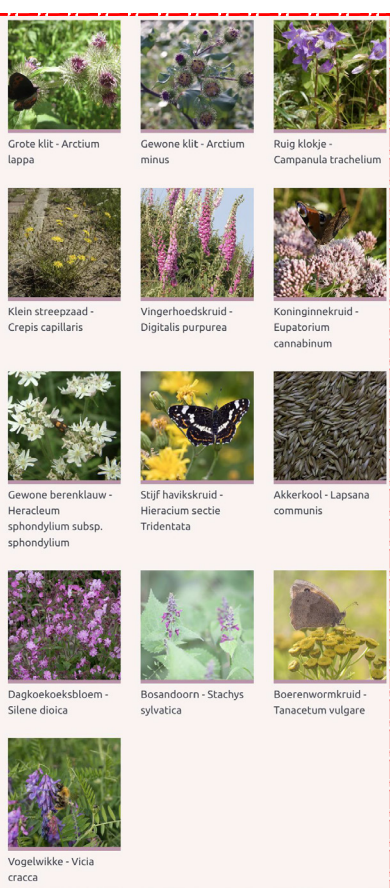 Grote klit - Arctium
lappa
Gewone klit - Arctium
minus
Ruig klokje -
Campanula trachelium
Klein streepzaad -
Crepis capillaris
Vingerhoedskruid -
Digitalis purpurea
Koninginnekruid -
Eupatorium
cannabinum
Gewone berenklauw -
Heracleum
sphondylium subsp.
sphondylium
Stijf havikskruid -
Hieracium sectie
Tridentata
Akkerkool - Lapsana
communis
Dagkoekoeksbloem -
Silene dioica
Bosandoorn - Stachys
sylvatica
Boerenwormkruid -
Tanacetum vulgare
Vogelwikke - Vicia
cracca